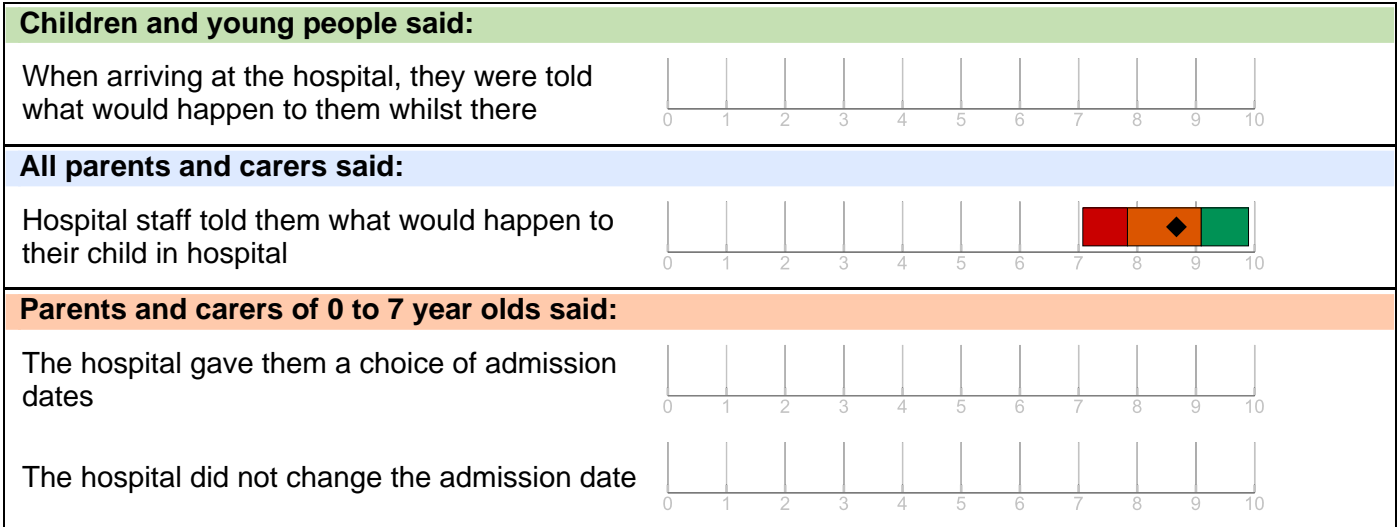 Children and young people said:
When arriving at the hospital, they were told
what would happen to them whilst there
0 1 2 3 4 5 6 7 8 9 10
All parents and carers said:
Hospital staff told them what would happen to
their child in hospital
0 1 2 3 4 5 6 7 8 9 10
Parents and carers of 0 to 7 year olds said:
The hospital gave them a choice of admission
dates
0 1 2 3 4 5 6 7 8 9 10
The hospital did not change the admission date
0 1 2 3 4 5 6 7 8 9 10